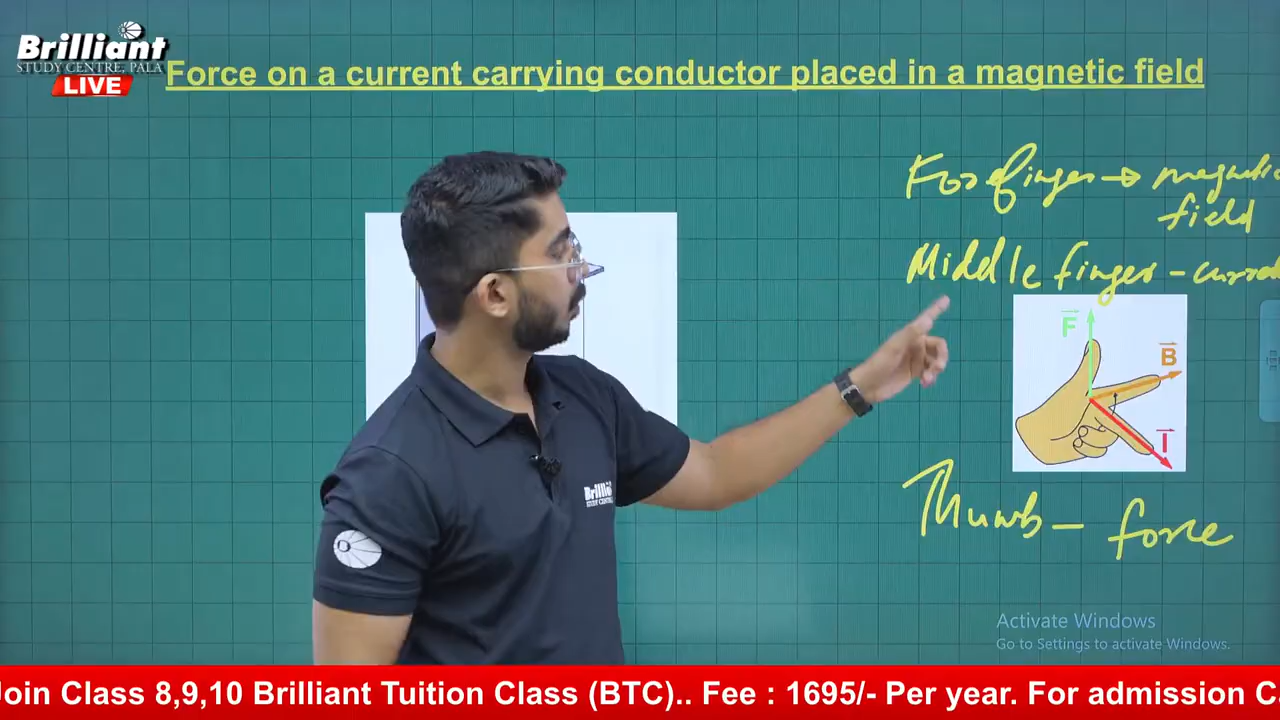 Brilliant
STUDY CENTRE, PALA
LIVE
Force on a current carrying conductor placed in a magnetic field
Forefinger → magnetic
field
Middle finger -
F
B
I
Brilli
STUDY CENTR
Thumb - force
Activate Windows
Go to Settings to activate Windows.
Join Class 8,9,10 Brilliant Tuition Class (BTC).. Fee : 1695/- Per year. For admission C